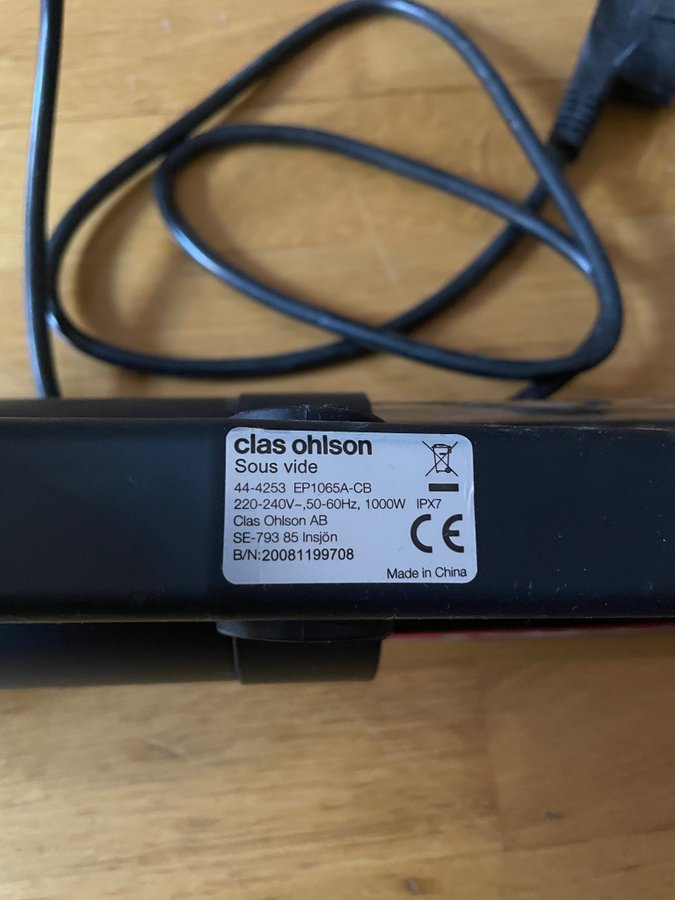 clas ohlson
Sous vide
44-4253 EP1065A-CB
220-240V~,50-60Hz, 1000W IPX7
Clas Ohlson AB
SE-793 85 Insjön
B/N:20081199708
CE
Made in China